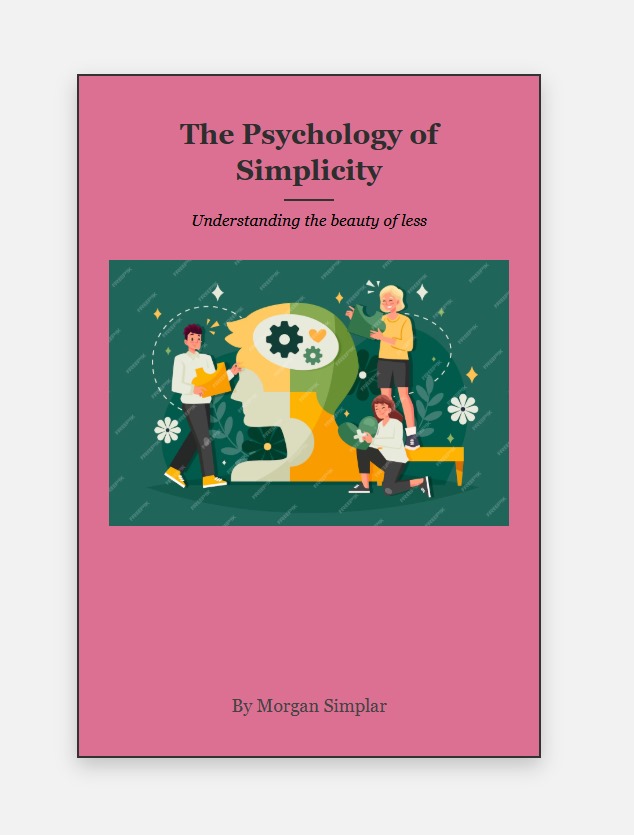 The Psychology of
Simplicity
Understanding the beauty of less
By Morgan Simplar